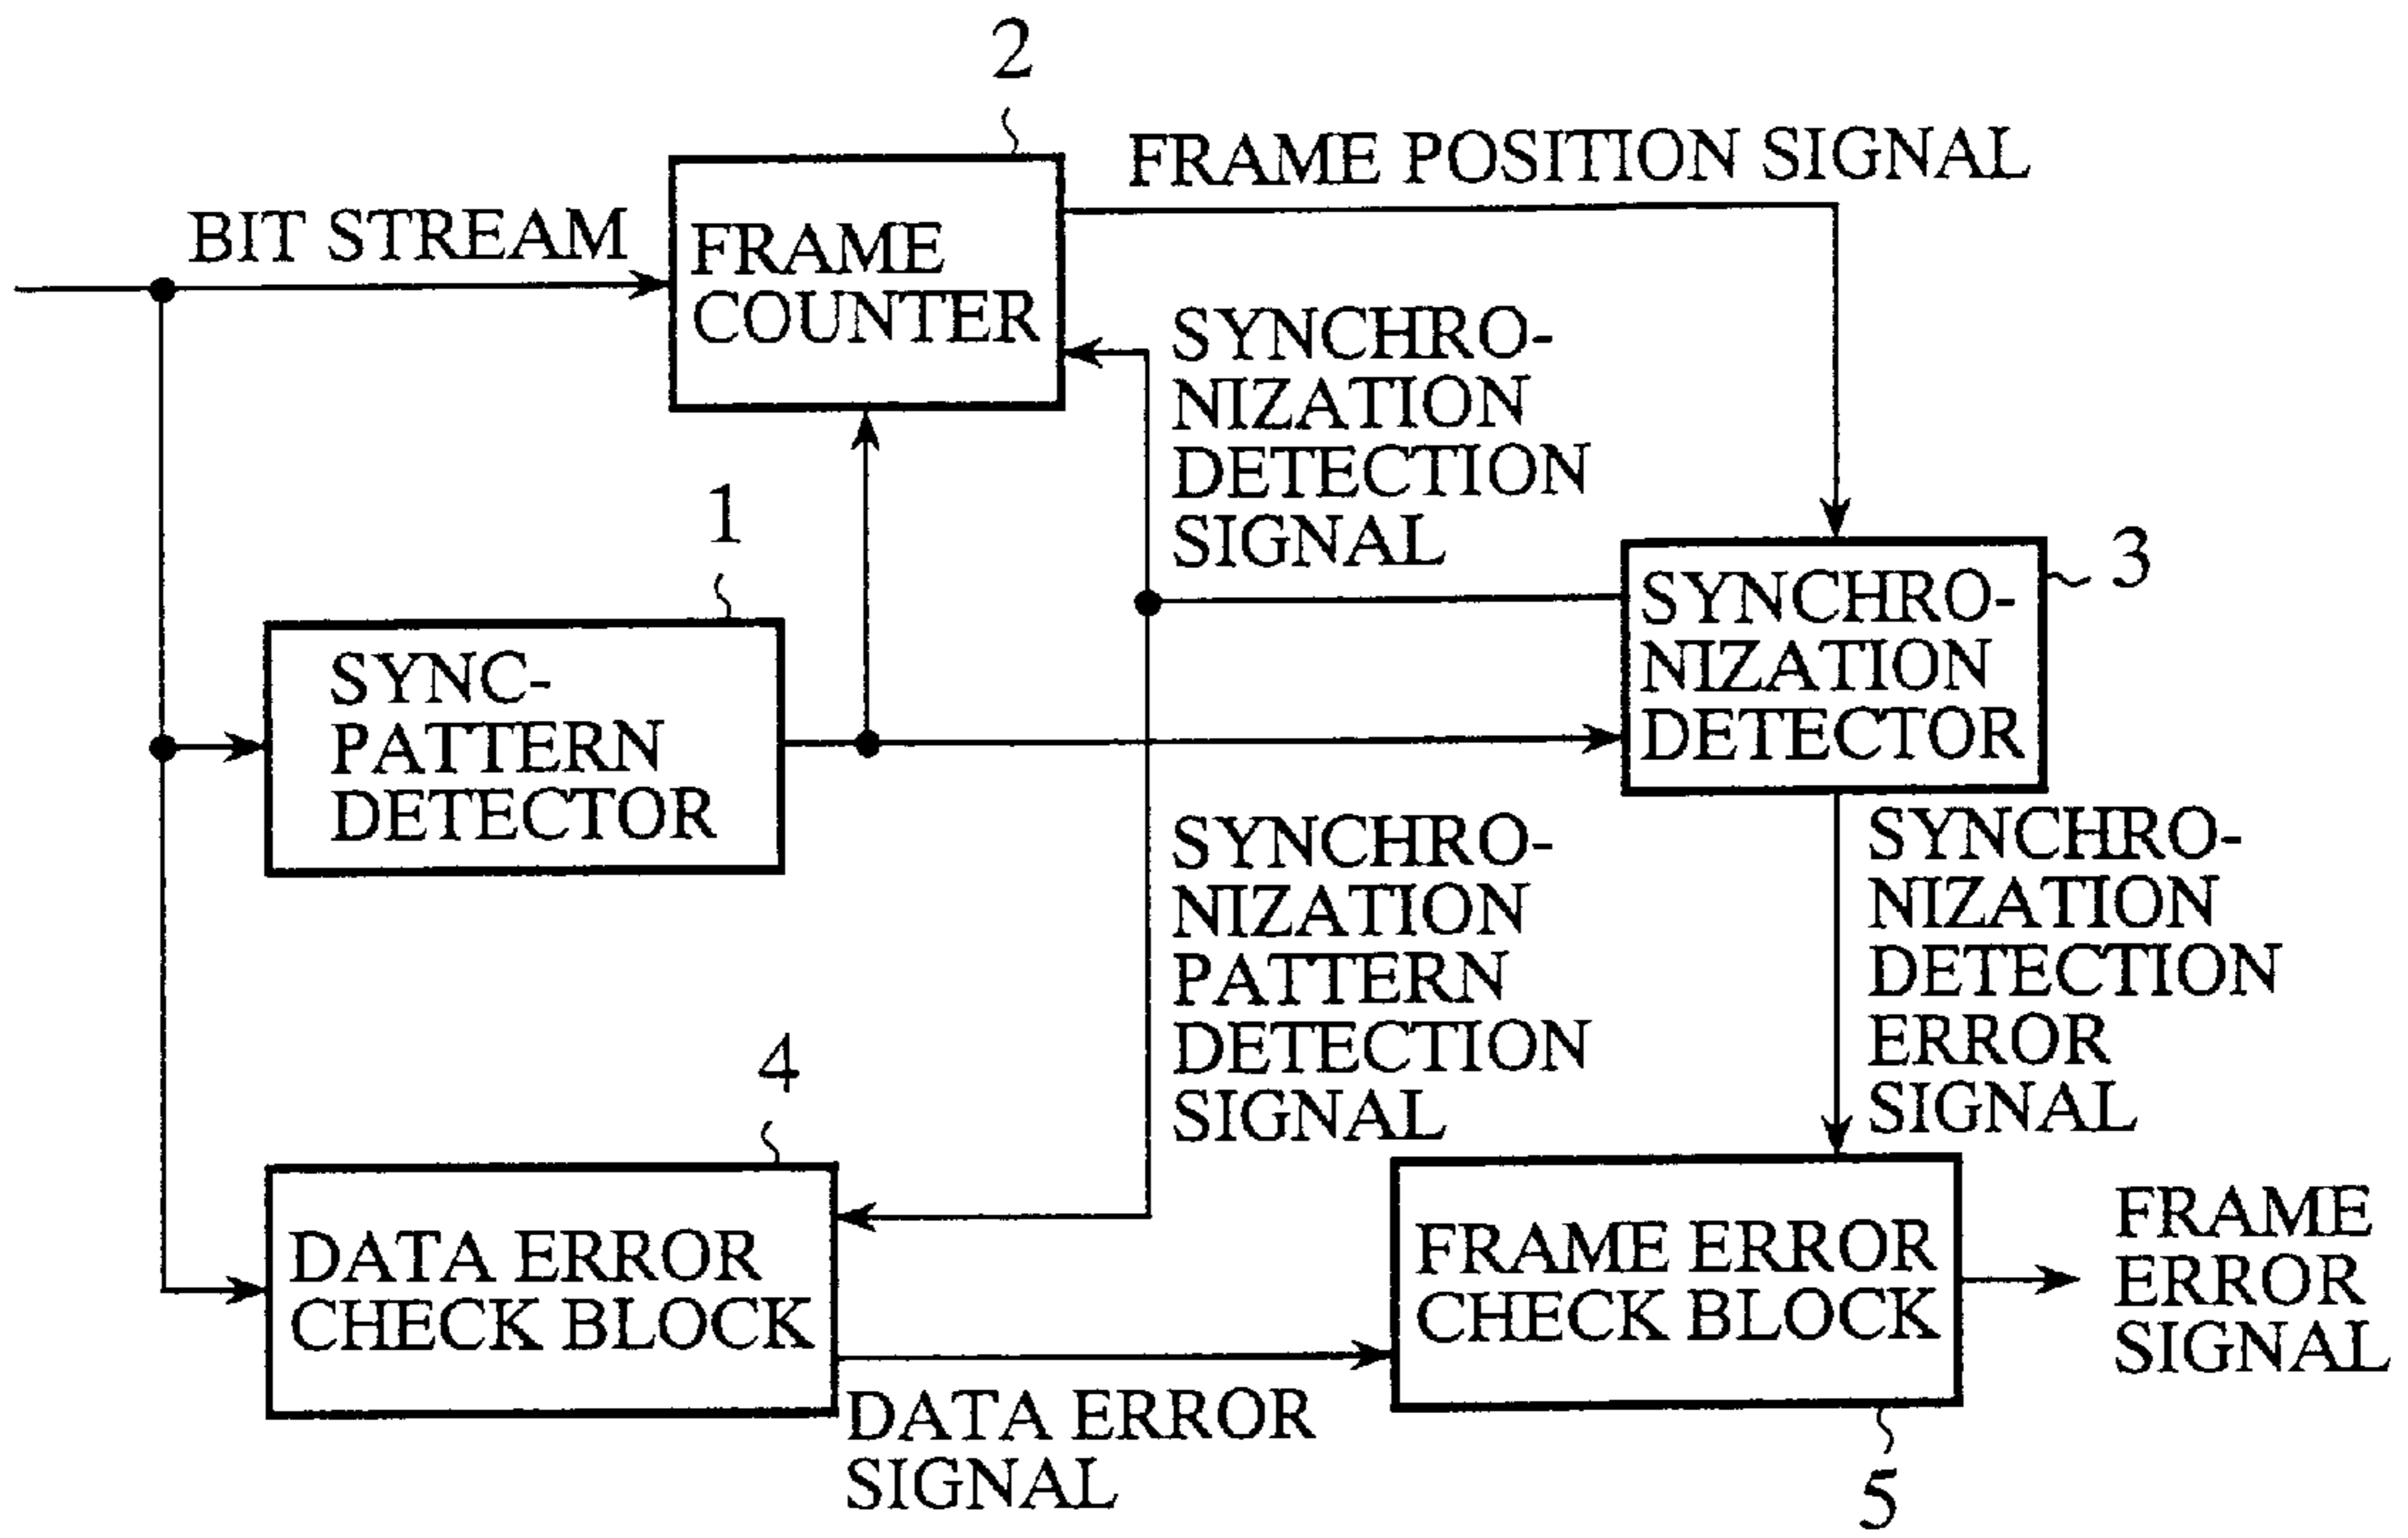 2
FRAME POSITION SIGNAL
BIT STREAM
FRAME
COUNTER
SYNCHRO-
NIZATION
DETECTION
SIGNAL
1
SYNC-
PATTERN
DETECTOR
3
SYNCHRO-
NIZATION
DETECTOR
SYNCHRO-
NIZATION
PATTERN
DETECTION
SIGNAL
SYNCHRO-
NIZATION
DETECTION
ERROR
SIGNAL
4
DATA ERROR
CHECK BLOCK
FRAME ERROR
CHECK BLOCK
FRAME
ERROR
SIGNAL
DATA ERROR
SIGNAL
5